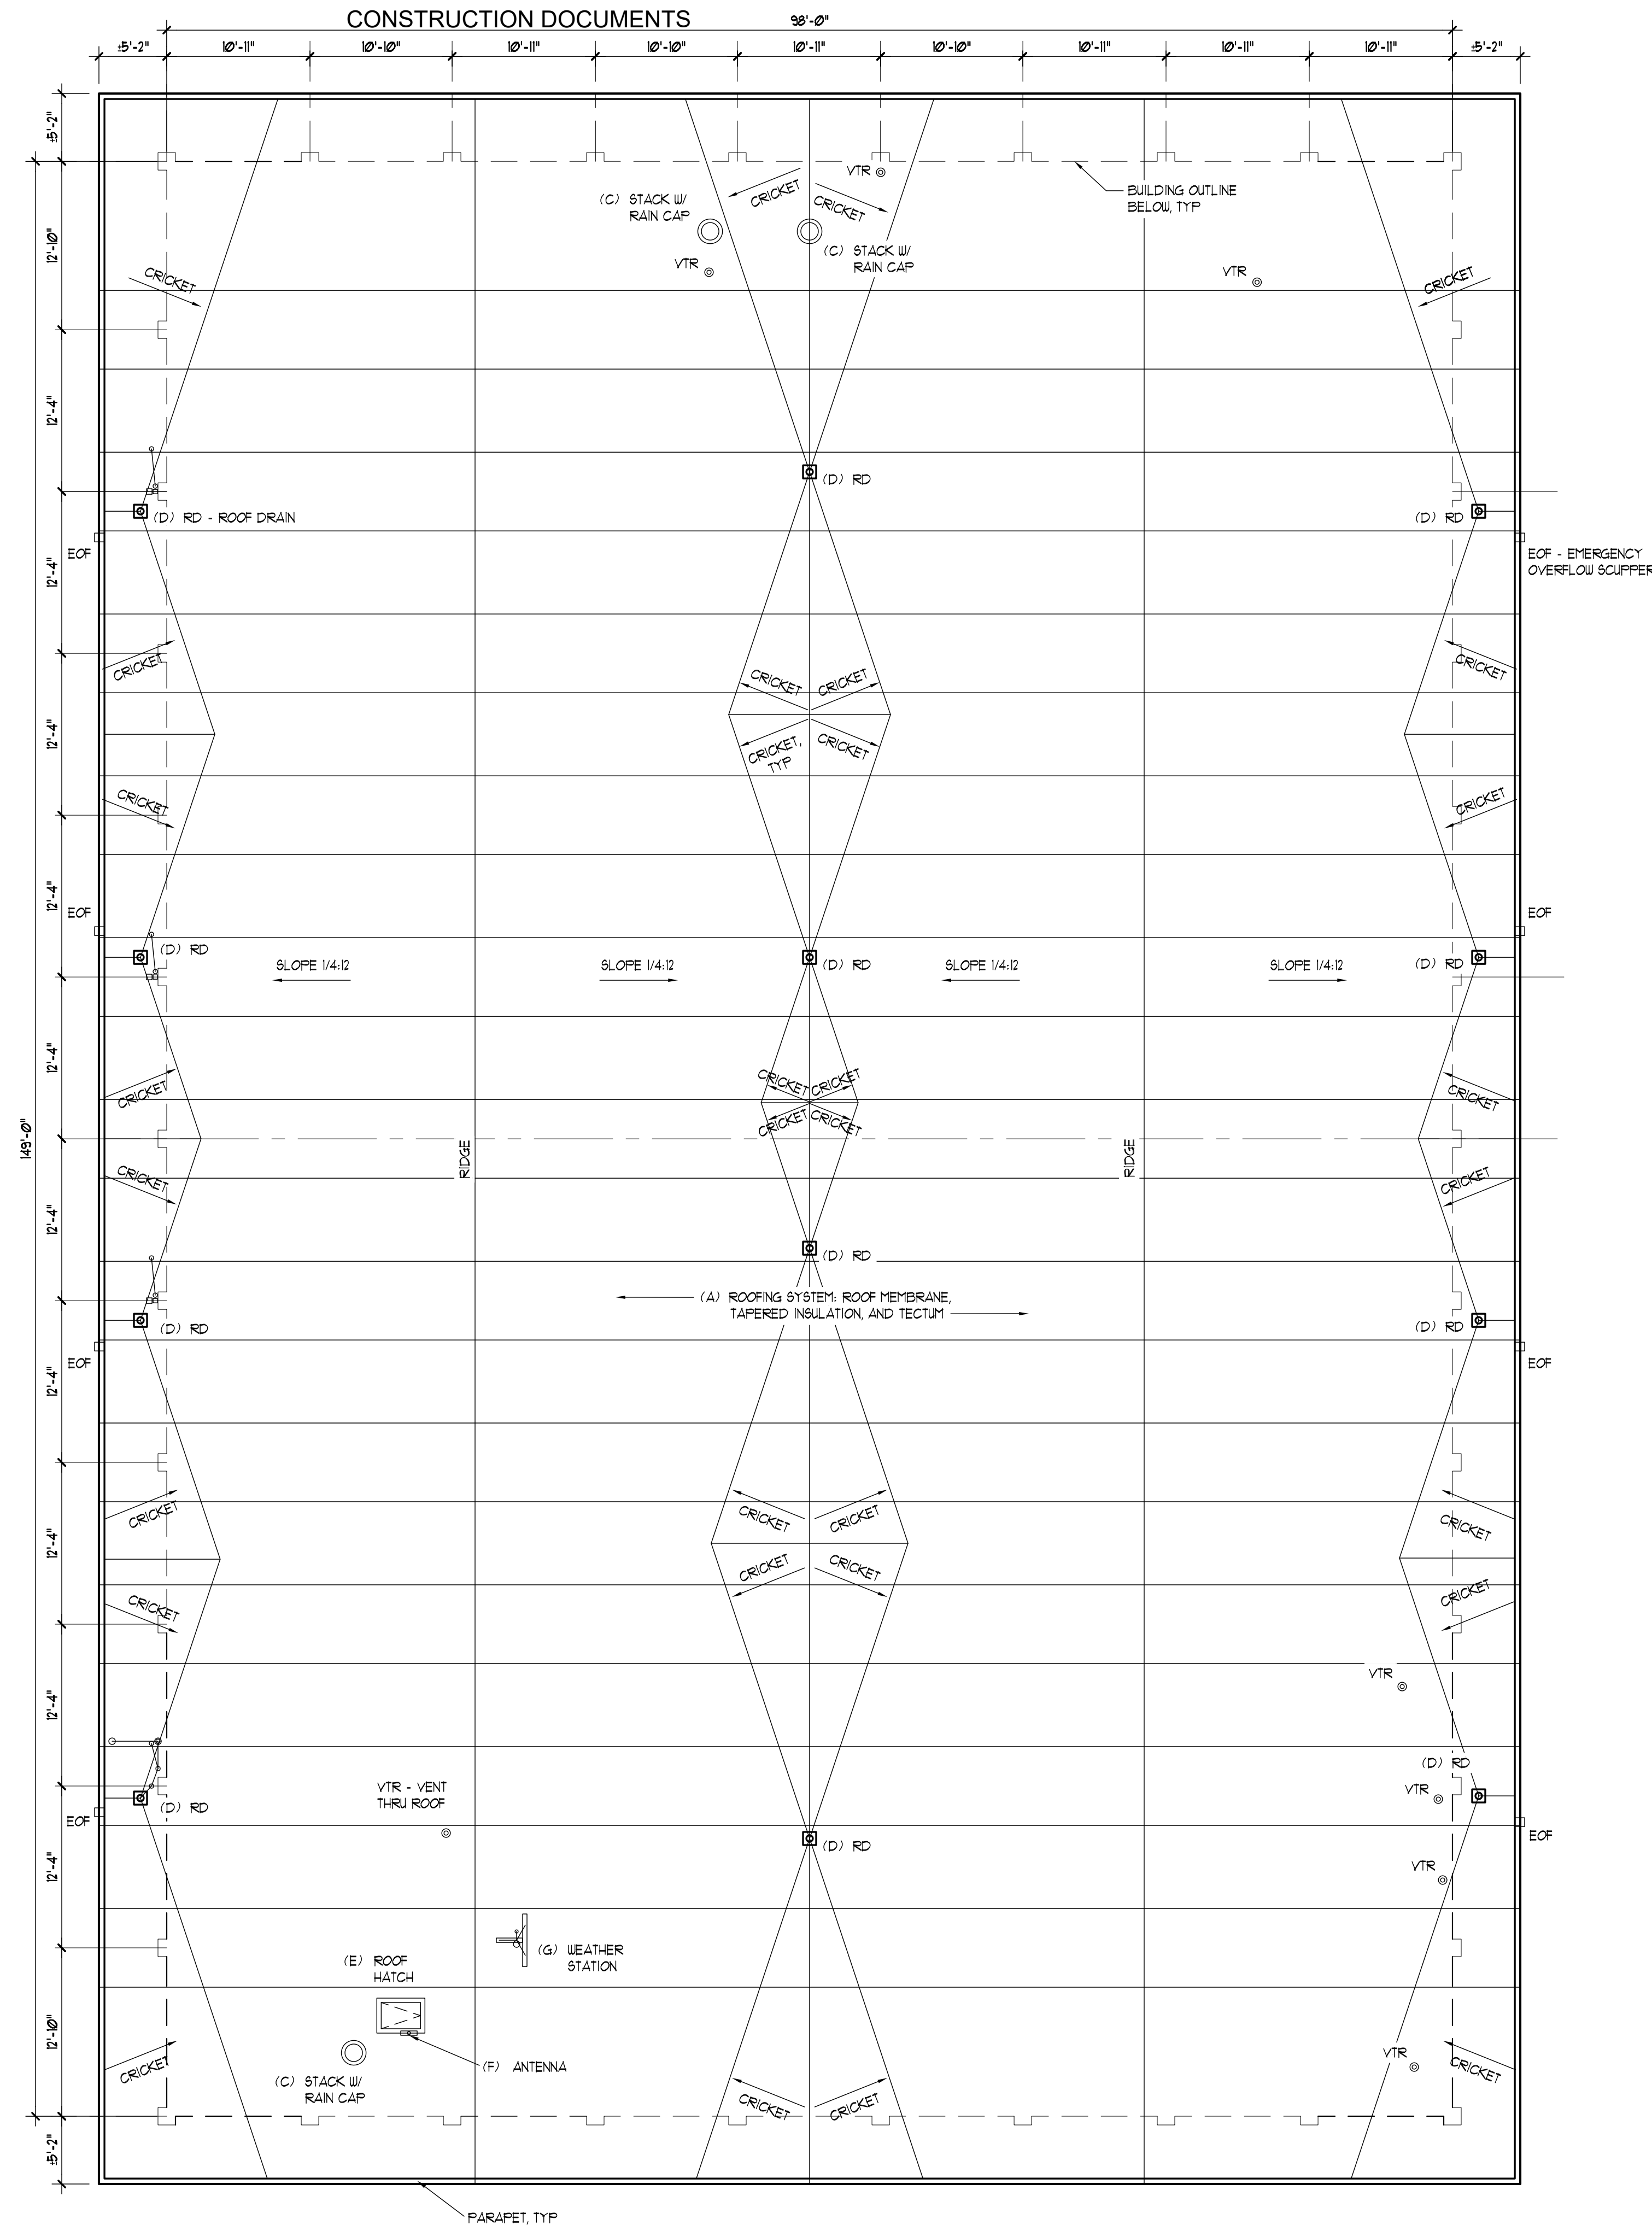 CONSTRUCTION DOCUMENTS
98'-0"
±5'-2"
10'-11"
10'-10"
10'-11"
10'-10"
10'-11"
10'-10"
10'-11"
10'-11"
10'-11"
±5'-2"
±5'-2"
VTR
CRICKET
CRICKET
BUILDING OUTLINE
BELOW, TYP
(C) STACK W/
RAIN CAP
(C) STACK W/
RAIN CAP
12'-10"
VTR
VTR
CRICKET
CRICKET
12'-4"
(D) RD
(D) RD - ROOF DRAIN
(D) RD
EOF
EOF - EMERGENCY
OVERFLOW SCUPPER
12'-4"
CRICKET
CRICKET
CRICKET
CRICKET
12'-4"
CRICKET,
TYP
CRICKET
CRICKET
CRICKET
12'-4"
EOF
EOF
(D) RD
(D) RD
(D) RD
SLOPE 1/4:12
SLOPE 1/4:12
SLOPE 1/4:12
SLOPE 1/4:12
12'-4"
CRICKET
CRICKET
CRICKET
CRICKET
CRICKET
CRICKET
149'-0"
RIDGE
RIDGE
CRICKET
CRICKET
12'-4"
(D) RD
(A) ROOFING SYSTEM: ROOF MEMBRANE,
TAPERED INSULATION, AND TECTUM
(D) RD
(D) RD
EOF
EOF
12'-4"
CRICKET
CRICKET
CRICKET
CRICKET
12'-4"
CRICKET
CRICKET
CRICKET
CRICKET
VTR
12'-4"
(D) RD
VTR - VENT
THRU ROOF
VTR
(D) RD
EOF
EOF
(D) RD
12'-4"
VTR
(G) WEATHER
STATION
(E) ROOF
HATCH
12'-10"
VTR
CRICKET
(F) ANTENNA
CRICKET
(C) STACK W/
RAIN CAP
CRICKET
CRICKET
±5'-2"
PARAPET, TYP